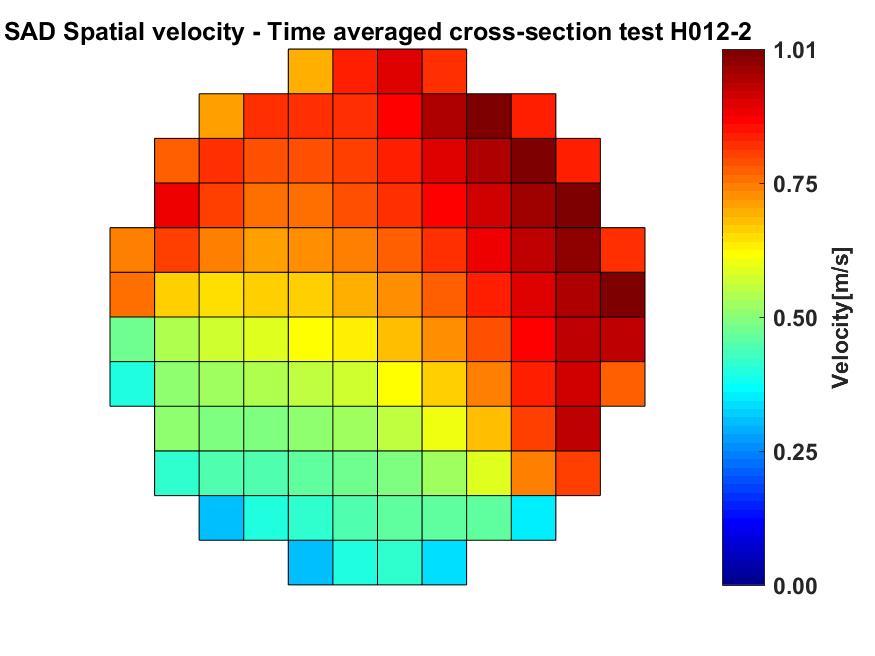 SAD Spatial velocity - Time averaged cross-section test H012-2
1.01
0.75
0.50
0.25
0.00
Velocity[m/s]